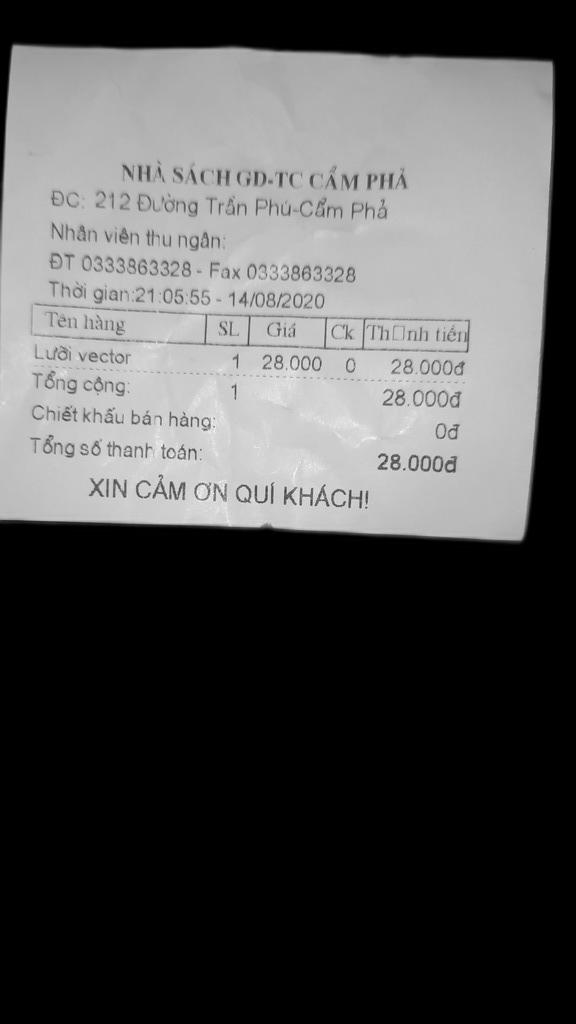 NHÀ SÁCH GD-TC CẨM PHẢ
ĐC: 212 Đường Trần Phú-Cẩm Phả
Nhân viên thu ngân:
ĐT 0333863328 - Fax 0333863328
Thời gian:21:05:55 - 14/08/2020
Tên hàng SL Giá Ck Th□nh tiền
Lưỡi vector 1 28.000 0 28.000đ
Tổng cộng: 1 28.000đ
Chiết khấu bán hàng: 0đ
Tổng số thanh toán: 28.000đ
XIN CẢM ƠN QUÍ KHÁCH!